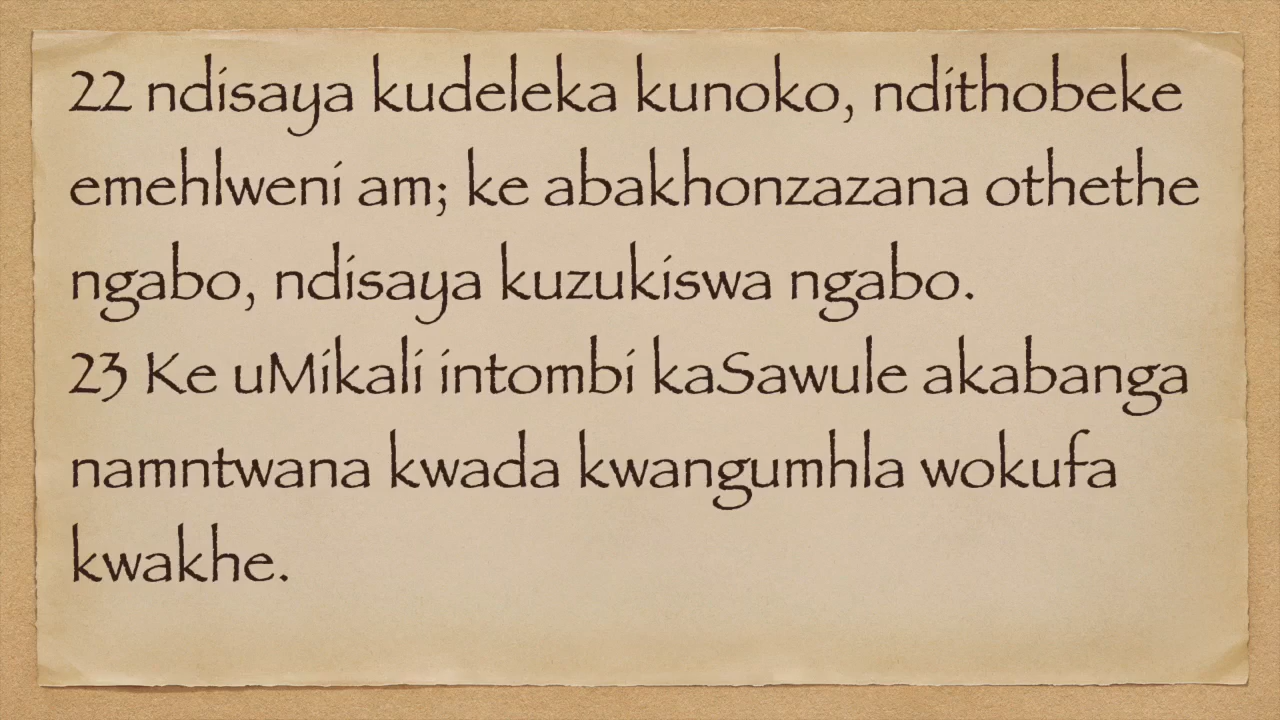 22 ndisaya kudeleka kunoko, ndithobeke
emehlweni am; ke abakhonzazana othethe
ngabo, ndisaya kuzukiswa ngabo.
23 Ke uMikali intombi kaSawule akabanga
namntwana kwada kwangumhla wokufa
kwakhe.